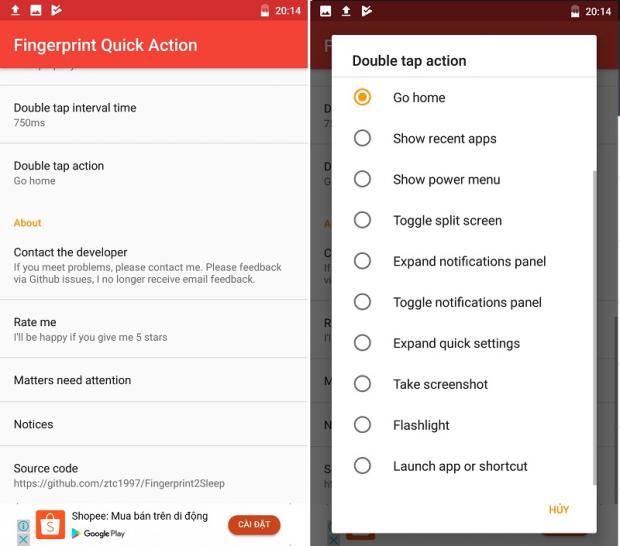 20:14
Fingerprint Quick Action
Double tap interval time
750ms
Double tap action
Go home
About
Contact the developer
If you meet problems, please contact me. Please feedback
via Github issues, I no longer receive email feedback.
Rate me
I'll be happy if you give me 5 stars
Matters need attention
Notices
Source code
https://github.com/ztc1997/Fingerprint2Sleep
Shopee: Mua bán trên di động
Google Play
CÀI ĐẶT
20:14
Double tap action
Go home
Show recent apps
Show power menu
Toggle split screen
Expand notifications panel
Toggle notifications panel
Expand quick settings
Take screenshot
Flashlight
Launch app or shortcut
HỦY